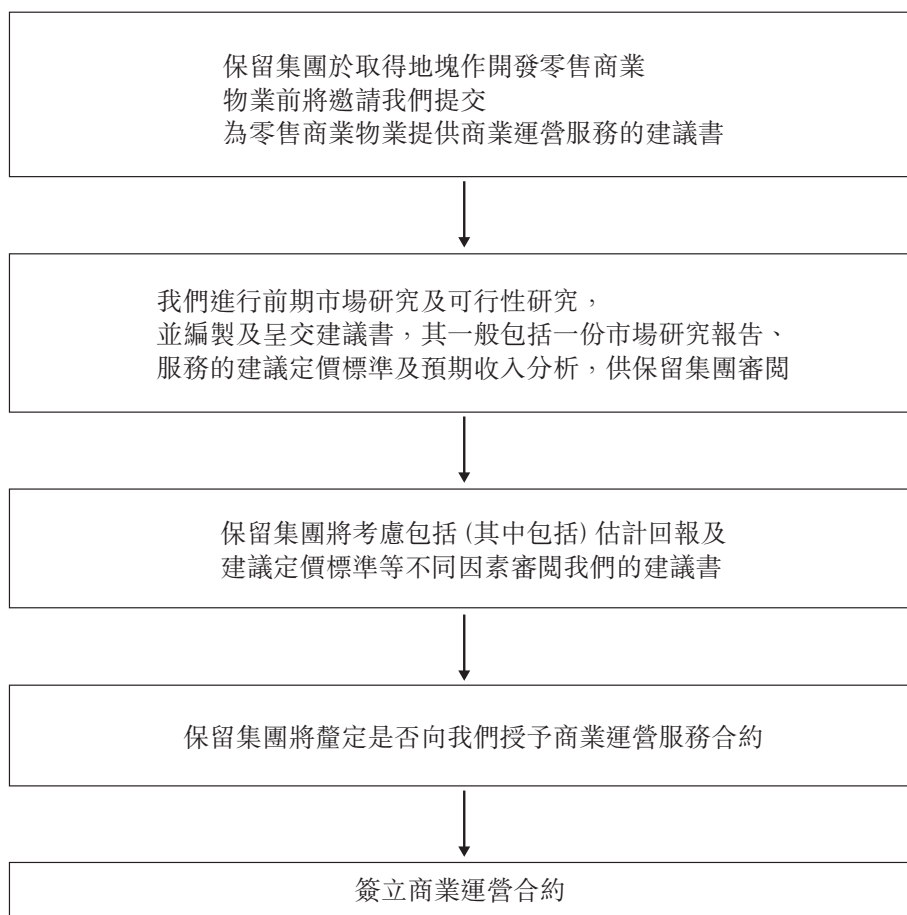 保留集團於取得地塊作開發零售商業
物業前將邀請我們提交
為零售商業物業提供商業運營服務的建議書
我們進行前期市場研究及可行性研究，
並編製及呈交建議書，其一般包括一份市場研究報告、
服務的建議定價標準及預期收入分析，供保留集團審閱
保留集團將考慮包括（其中包括）估計回報及
建議定價標準等不同因素審閱我們的建議書
保留集團將釐定是否向我們授予商業運營服務合約
簽立商業運營合約